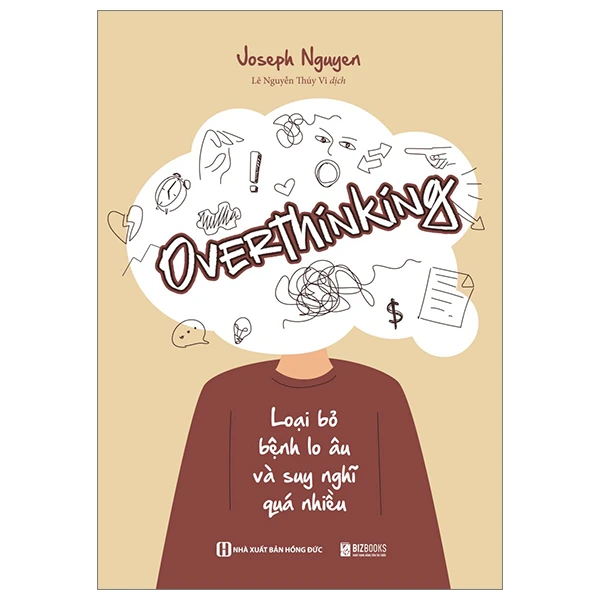 Joseph Nguyen
Lê Nguyễn Thúy Vi dịch
OVERTHINKING
$
Loại bỏ
bệnh lo âu
và suy nghĩ
quá nhiều
NHÀ XUẤT BẢN HỒNG ĐỨC
BIZBOOKS